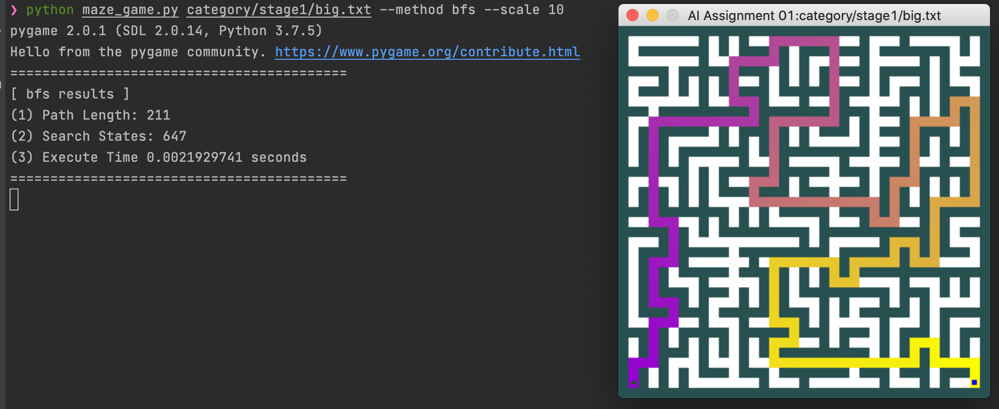 ❯ python maze_game.py category/stage1/big.txt --method bfs --scale 10
pygame 2.0.1 (SDL 2.0.14, Python 3.7.5)
Hello from the pygame community. https://www.pygame.org/contribute.html
==========================================
[ bfs results ]
(1) Path Length: 211
(2) Search States: 647
(3) Execute Time 0.0021929741 seconds
==========================================
AI Assignment 01:category/stage1/big.txt